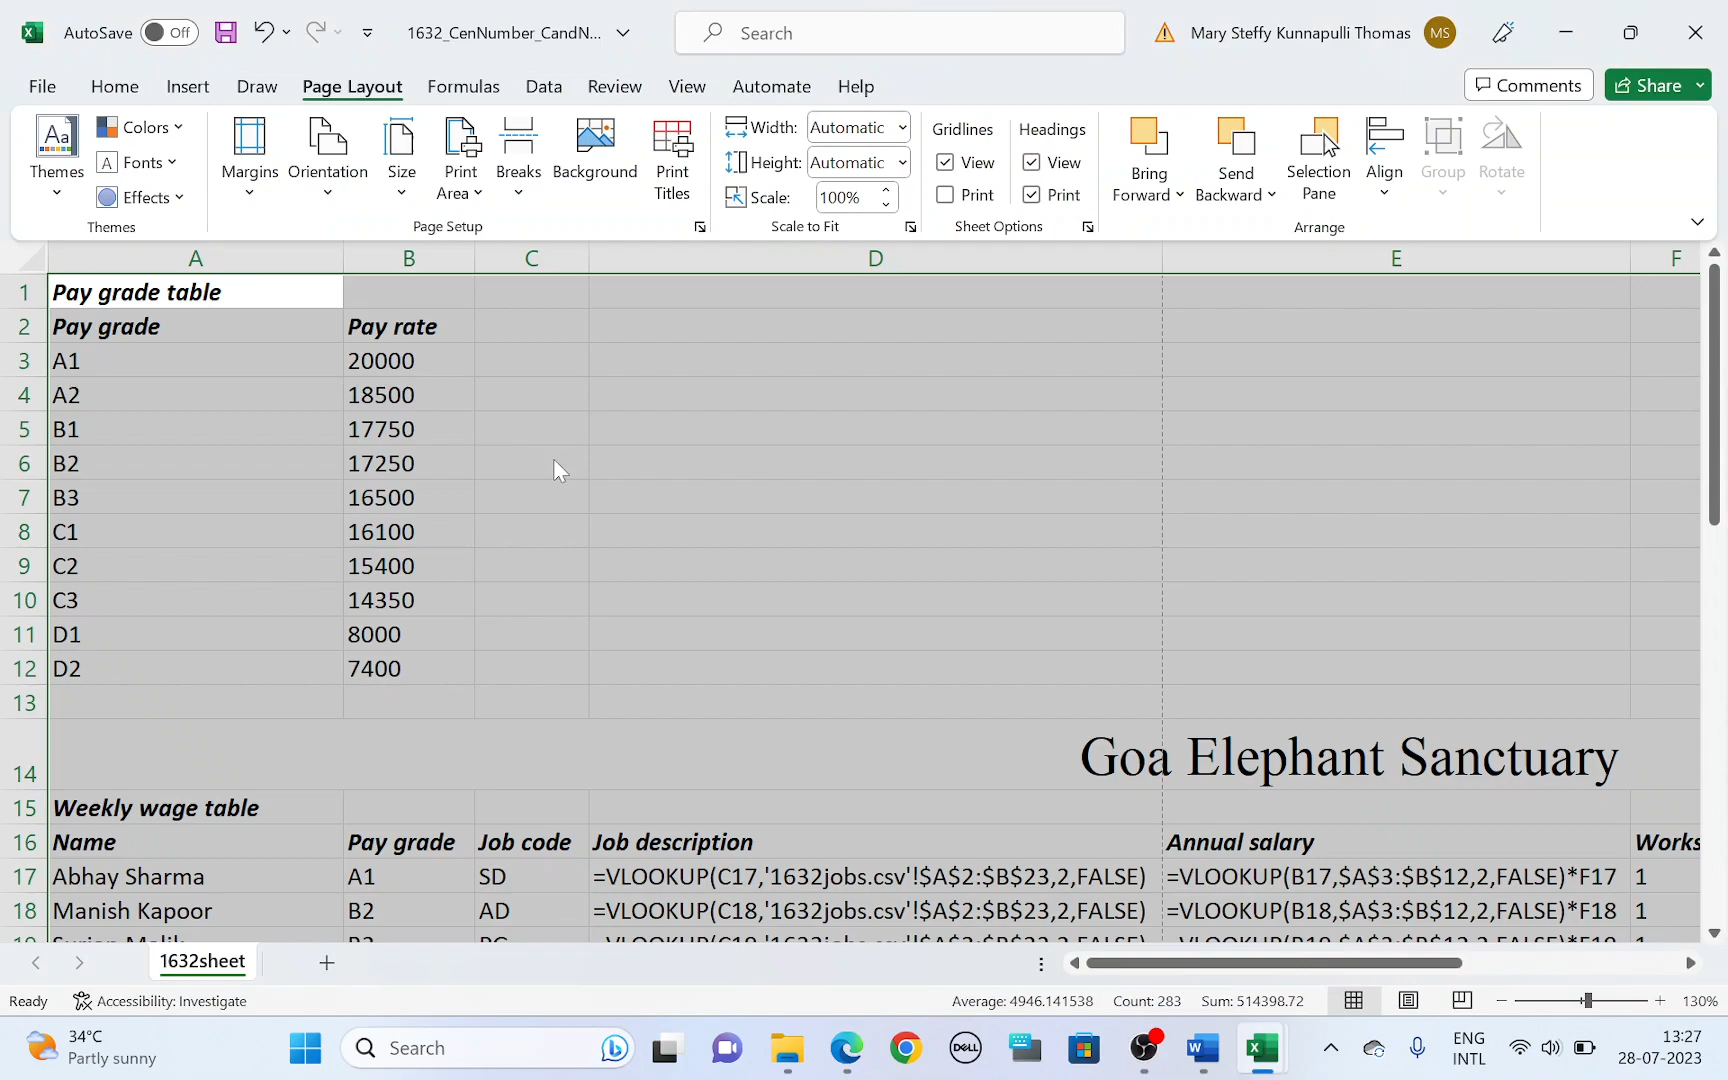 AutoSave Off 1632_CenNumber_CandN... Search Mary Steffy Kunnapulli Thomas MS
File Home Insert Draw Page Layout Formulas Data Review View Automate Help Comments Share
Themes Colors Fonts Effects
Themes
Margins Orientation Size Print Area Breaks Background Print Titles
Page Setup
Width: Automatic
Height: Automatic
Scale: 100%
Scale to Fit
Gridlines Headings
View View
Print Print
Sheet Options
Bring Forward Send Backward Selection Pane Align Group Rotate
Arrange
A B C D E F
1 Pay grade table
2 Pay grade Pay rate
3 A1 20000
4 A2 18500
5 B1 17750
6 B2 17250
7 B3 16500
8 C1 16100
9 C2 15400
10 C3 14350
11 D1 8000
12 D2 7400
13
14 Goa Elephant Sanctuary
15 Weekly wage table
16 Name Pay grade Job code Job description Annual salary Works
17 Abhay Sharma A1 SD =VLOOKUP(C17,'1632jobs.csv'!$A$2:$B$23,2,FALSE) =VLOOKUP(B17,$A$3:$B$12,2,FALSE)*F17 1
18 Manish Kapoor B2 AD =VLOOKUP(C18,'1632jobs.csv'!$A$2:$B$23,2,FALSE) =VLOOKUP(B18,$A$3:$B$12,2,FALSE)*F18 1
1632sheet
Ready Accessibility: Investigate Average: 4946.141538 Count: 283 Sum: 514398.72 130%
34°C
Partly sunny
Search
DELL
ENG
INTL
13:27
28-07-2023